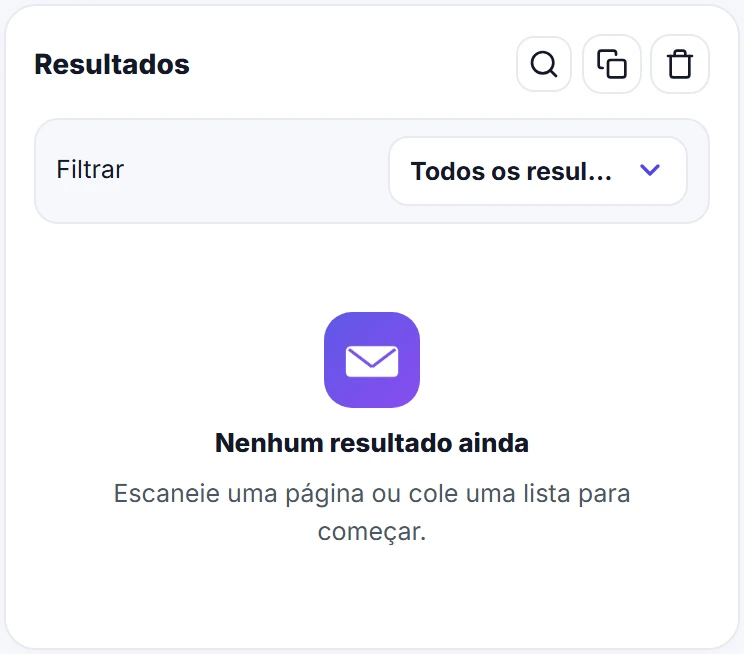 Resultados
Filtrar
Todos os resul...
Nenhum resultado ainda
Escaneie uma página ou cole uma lista para
começar.